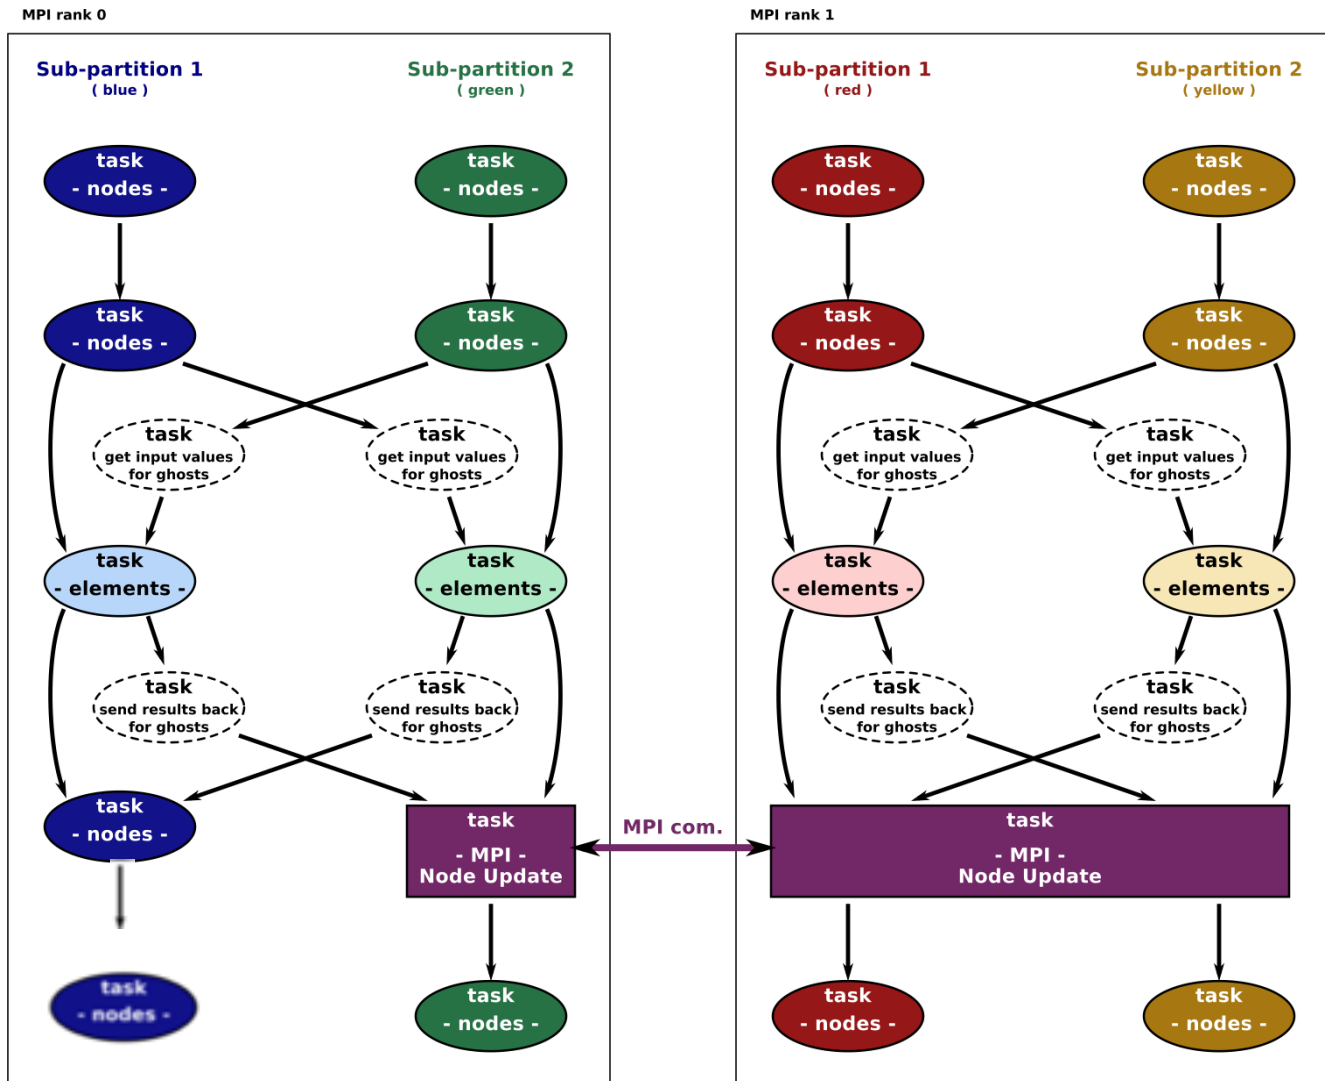 MPI rank 0
MPI rank 1
Sub-partition 1
( blue )
Sub-partition 2
( green )
Sub-partition 1
( red )
Sub-partition 2
( yellow )
task
- nodes -
task
- nodes -
task
- nodes -
task
- nodes -
task
- nodes -
task
- nodes -
task
- nodes -
task
- nodes -
task
get input values
for ghosts
task
get input values
for ghosts
task
get input values
for ghosts
task
get input values
for ghosts
task
- elements -
task
- elements -
task
- elements -
task
- elements -
task
send results back
for ghosts
task
send results back
for ghosts
task
send results back
for ghosts
task
send results back
for ghosts
task
- nodes -
task
- MPI -
Node Update
MPI com.
task
- MPI -
Node Update
task
- nodes -
task
- nodes -
task
- nodes -
task
- nodes -